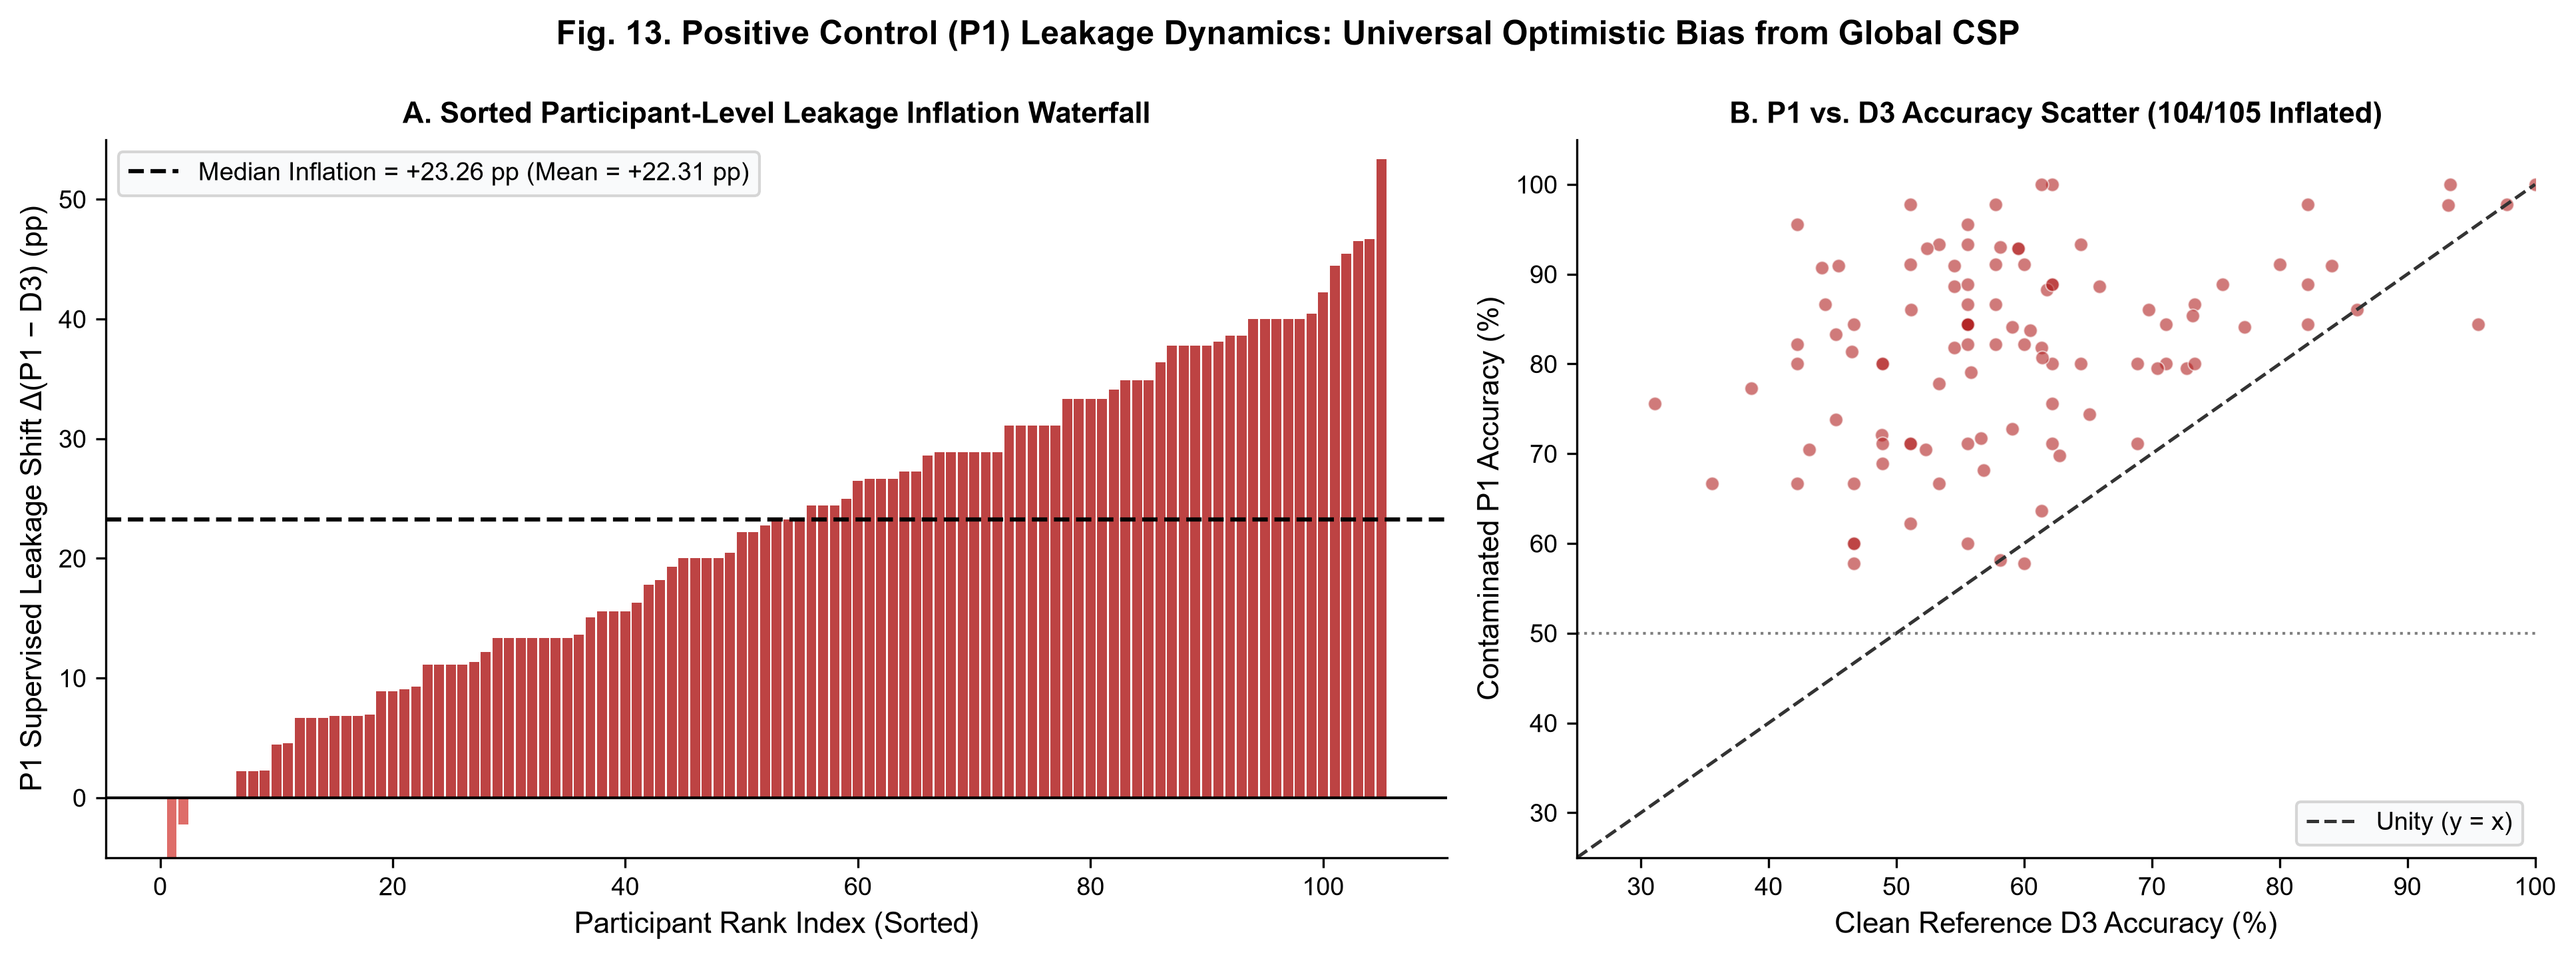 Fig. 13. Positive Control (P1) Leakage Dynamics: Universal Optimistic Bias from Global CSP
A. Sorted Participant-Level Leakage Inflation Waterfall
Median Inflation = +23.26 pp (Mean = +22.31 pp)
P1 Supervised Leakage Shift Δ(P1 − D3) (pp)
50
40
30
20
10
0
0 20 40 60 80 100
Participant Rank Index (Sorted)
B. P1 vs. D3 Accuracy Scatter (104/105 Inflated)
Contaminated P1 Accuracy (%)
100
90
80
70
60
50
40
30
Unity (y = x)
30 40 50 60 70 80 90 100
Clean Reference D3 Accuracy (%)